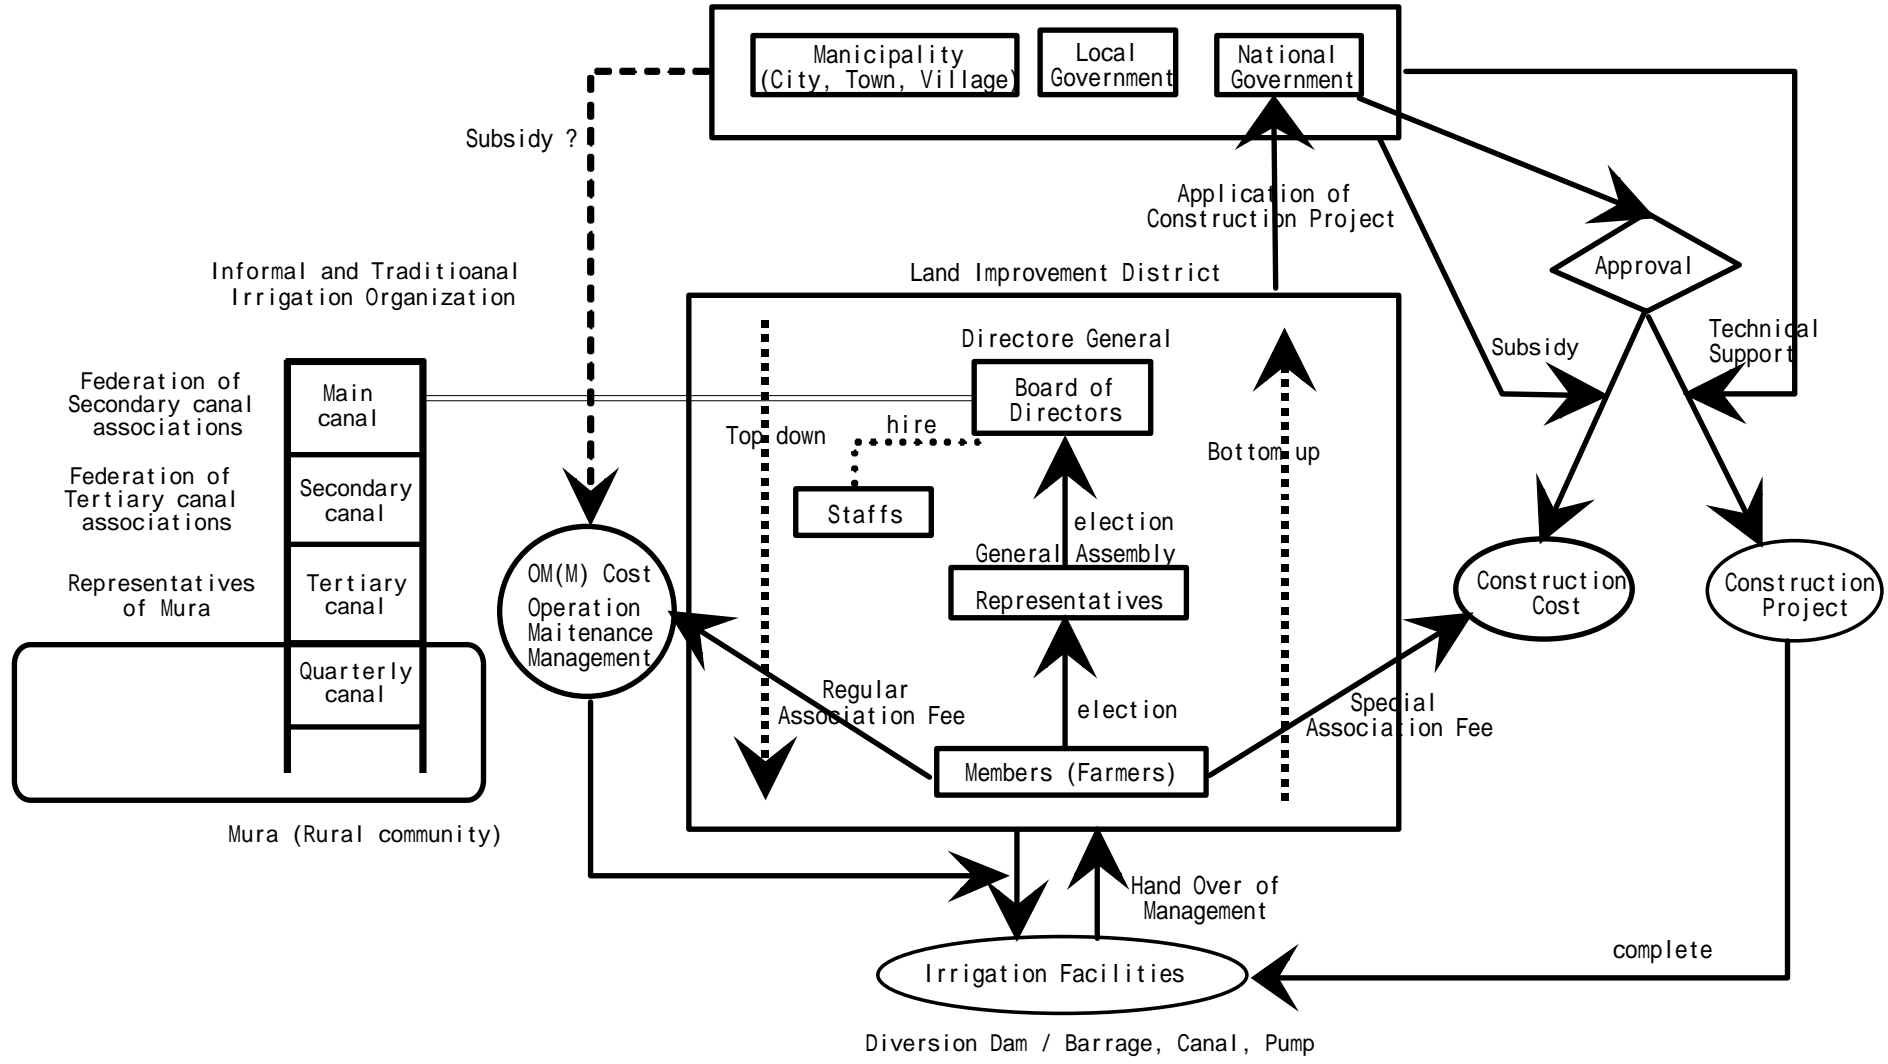 Manicipality
(City, Town, Village)
Local
Government
National
Government
Subsidy ?
Application of
Construction Project
Approval
Informal and Traditioanal
Irrigation Organization
Land Improvement District
Technical
Support
Subsidy
Directore General
Board of
Directors
Federation of
Secondary canal
associations
Main
canal
Top down
hire
Bottom up
Federation of
Tertiary canal
associations
Secondary
canal
Staffs
election
General Assembly
Representatives
OM(M) Cost
Operation
Maitenance
Management
Representatives
of Mura
Tertiary
canal
Construction
Cost
Construction
Project
Quarterly
canal
Regular
Association Fee
election
Special
Association Fee
Members (Farmers)
Mura (Rural community)
Hand Over of
Management
complete
Irrigation Facilities
Diversion Dam / Barrage, Canal, Pump